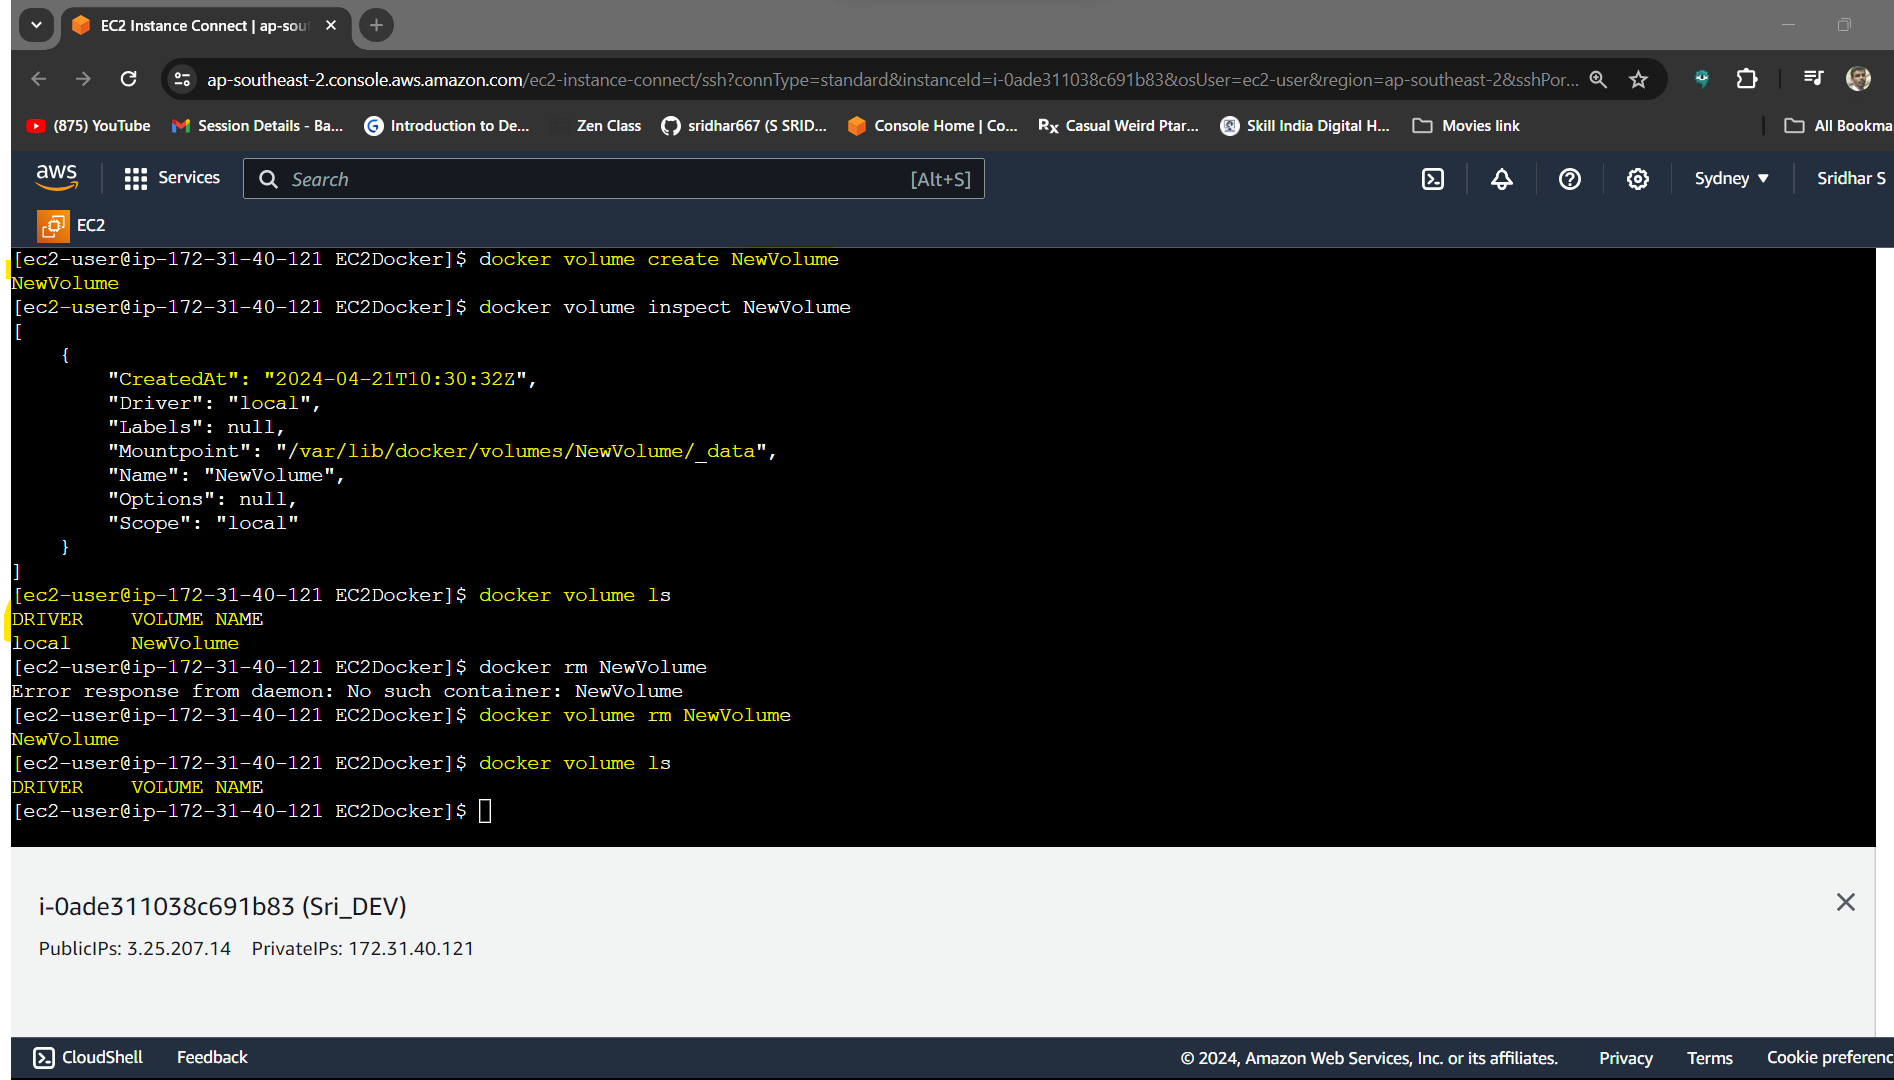 EC2 Instance Connect | ap-sou
ap-southeast-2.console.aws.amazon.com/ec2-instance-connect/ssh?connType=standard&instanceId=i-0ade311038c691b83&osUser=ec2-user&region=ap-southeast-2&sshPor...
(875) YouTube
Session Details - Ba...
Introduction to De...
Zen Class
sridhar667 (S SRID...
Console Home | Co...
Rx Casual Weird Ptar...
Skill India Digital H...
Movies link
All Bookma
aws
Services
Search
[Alt+S]
Sydney
Sridhar S
EC2
[ec2-user@ip-172-31-40-121 EC2Docker]$ docker volume create NewVolume
NewVolume
[ec2-user@ip-172-31-40-121 EC2Docker]$ docker volume inspect NewVolume
[
    {
        "CreatedAt": "2024-04-21T10:30:32Z",
        "Driver": "local",
        "Labels": null,
        "Mountpoint": "/var/lib/docker/volumes/NewVolume/_data",
        "Name": "NewVolume",
        "Options": null,
        "Scope": "local"
    }
]
[ec2-user@ip-172-31-40-121 EC2Docker]$ docker volume ls
DRIVER    VOLUME NAME
local     NewVolume
[ec2-user@ip-172-31-40-121 EC2Docker]$ docker rm NewVolume
Error response from daemon: No such container: NewVolume
[ec2-user@ip-172-31-40-121 EC2Docker]$ docker volume rm NewVolume
NewVolume
[ec2-user@ip-172-31-40-121 EC2Docker]$ docker volume ls
DRIVER    VOLUME NAME
[ec2-user@ip-172-31-40-121 EC2Docker]$
i-0ade311038c691b83 (Sri_DEV)
PublicIPs: 3.25.207.14 PrivateIPs: 172.31.40.121
CloudShell
Feedback
© 2024, Amazon Web Services, Inc. or its affiliates.
Privacy
Terms
Cookie preferenc